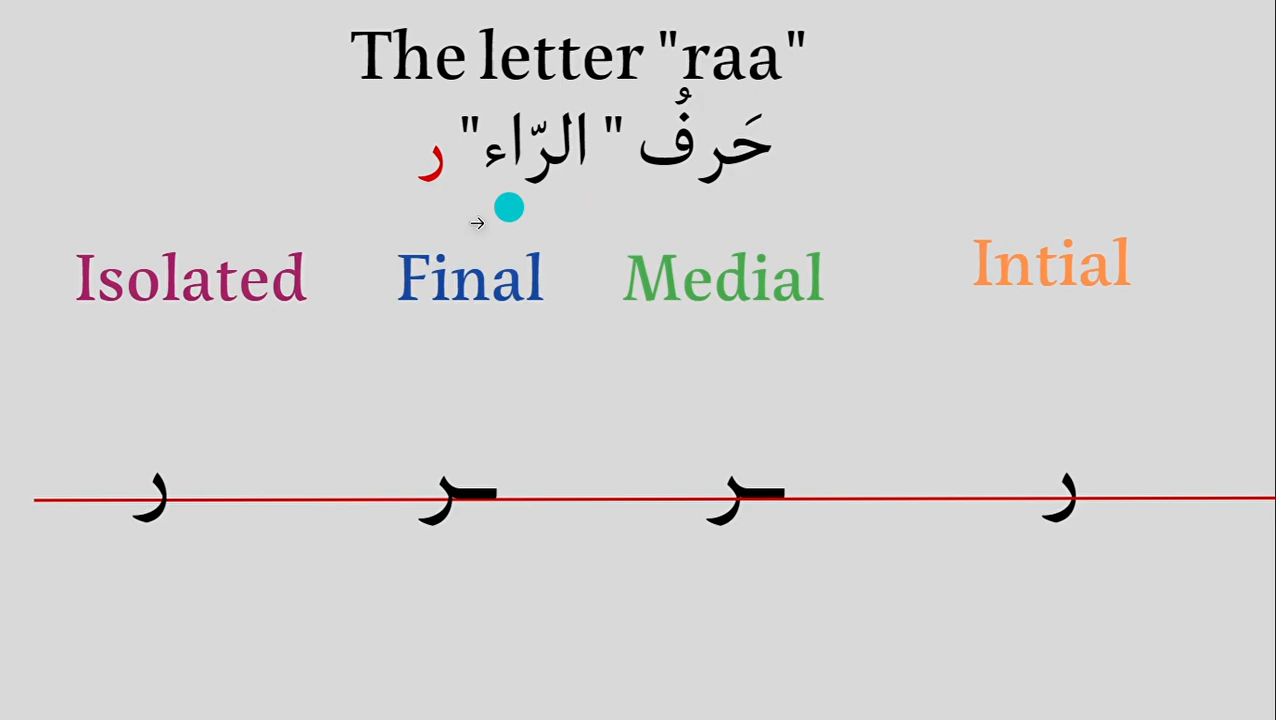 The letter "raa"
حَرفُ " الرّاء" ر
Isolated Final Medial Intial
ر ـر ـر ر